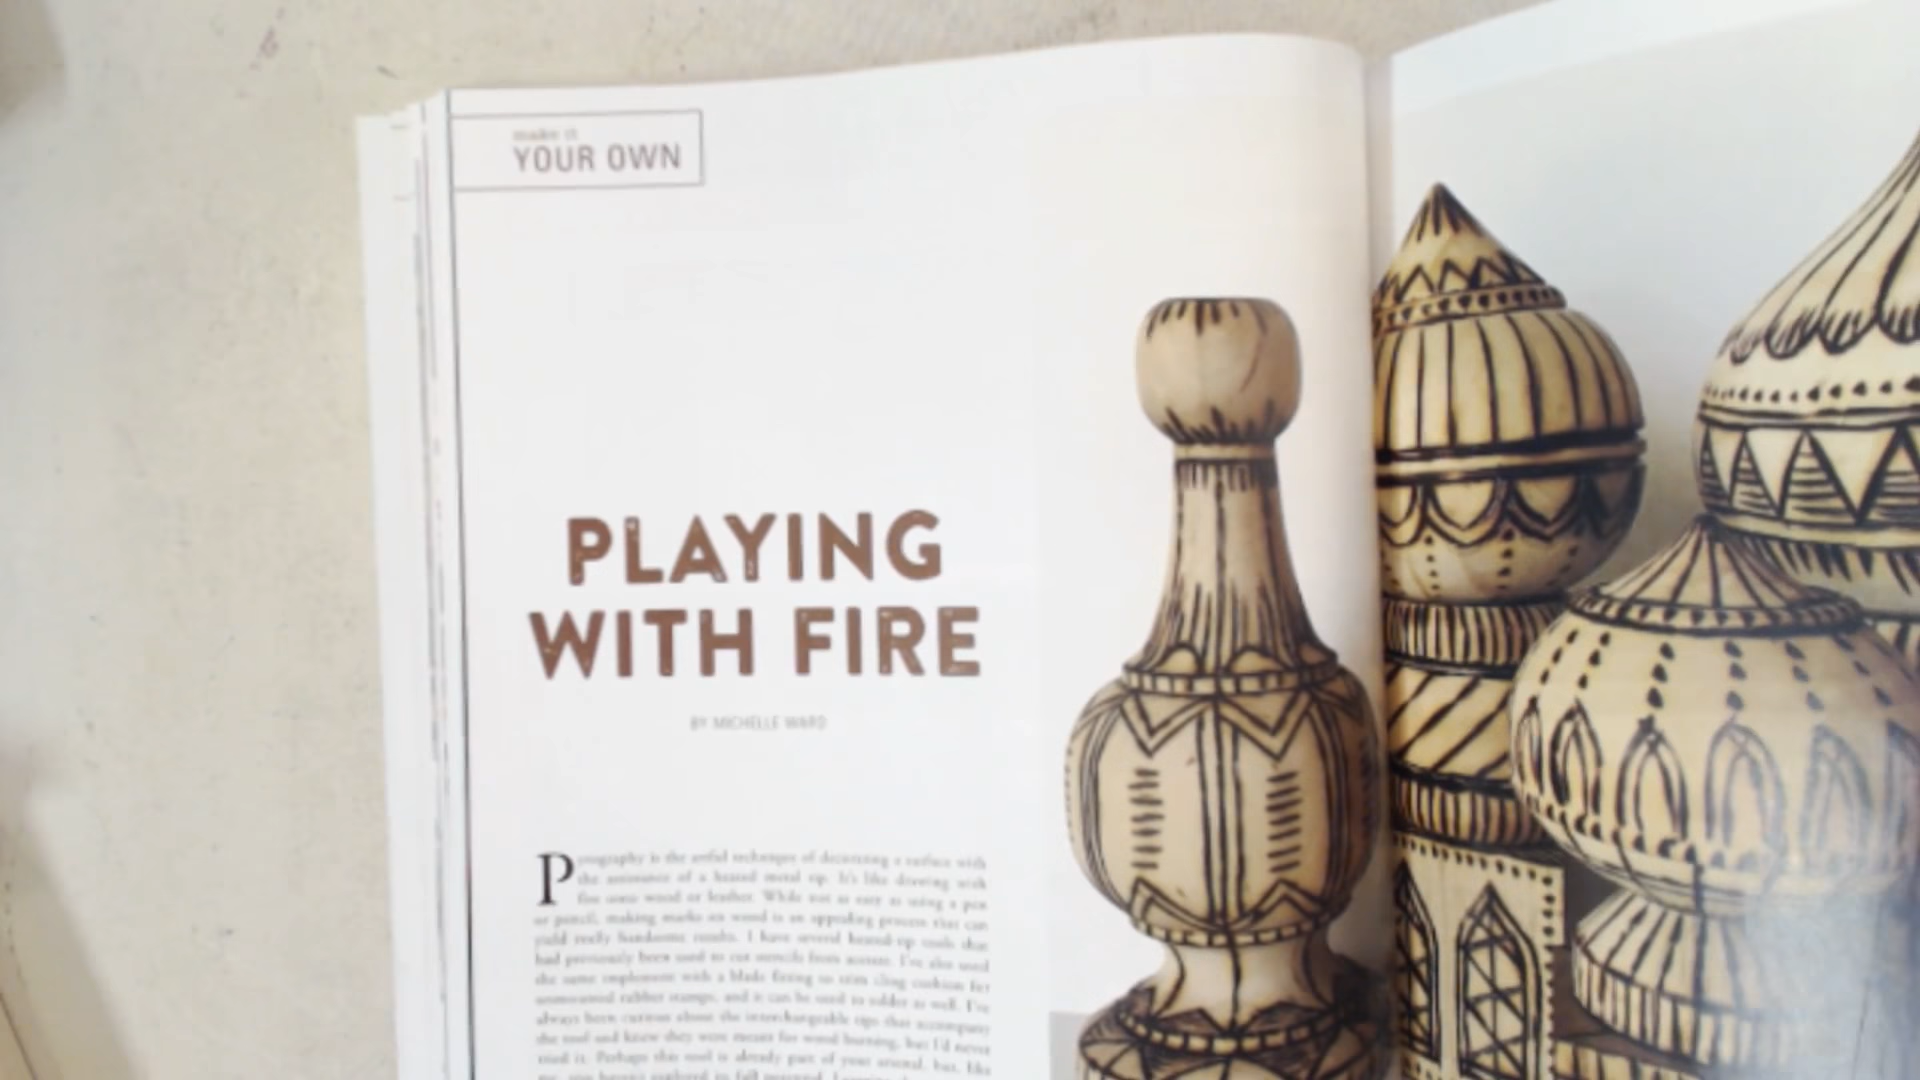 make it
YOUR OWN
PLAYING
WITH FIRE
BY MICHELLE WARD
Pyrography is the artful technique of decorating a surface with
the assistance of a heated metal tip. It's like drawing with
fire onto wood or leather. While not as easy as using a pen
or pencil, making marks on wood is an appealing process that can
yield really handsome results. I have several heated-tip tools that
had previously been used to cut stencils from acetate. I've also used
the same implement with a blade fitting to trim cling cushion for
unmounted rubber stamps, and it can be used to solder as well. I've
always been curious about the interchangeable tips that accompany
the tool and knew they were meant for wood burning, but I'd never
tried it. Perhaps this tool is already part of your arsenal, but, like
me, you haven't explored its full potential.